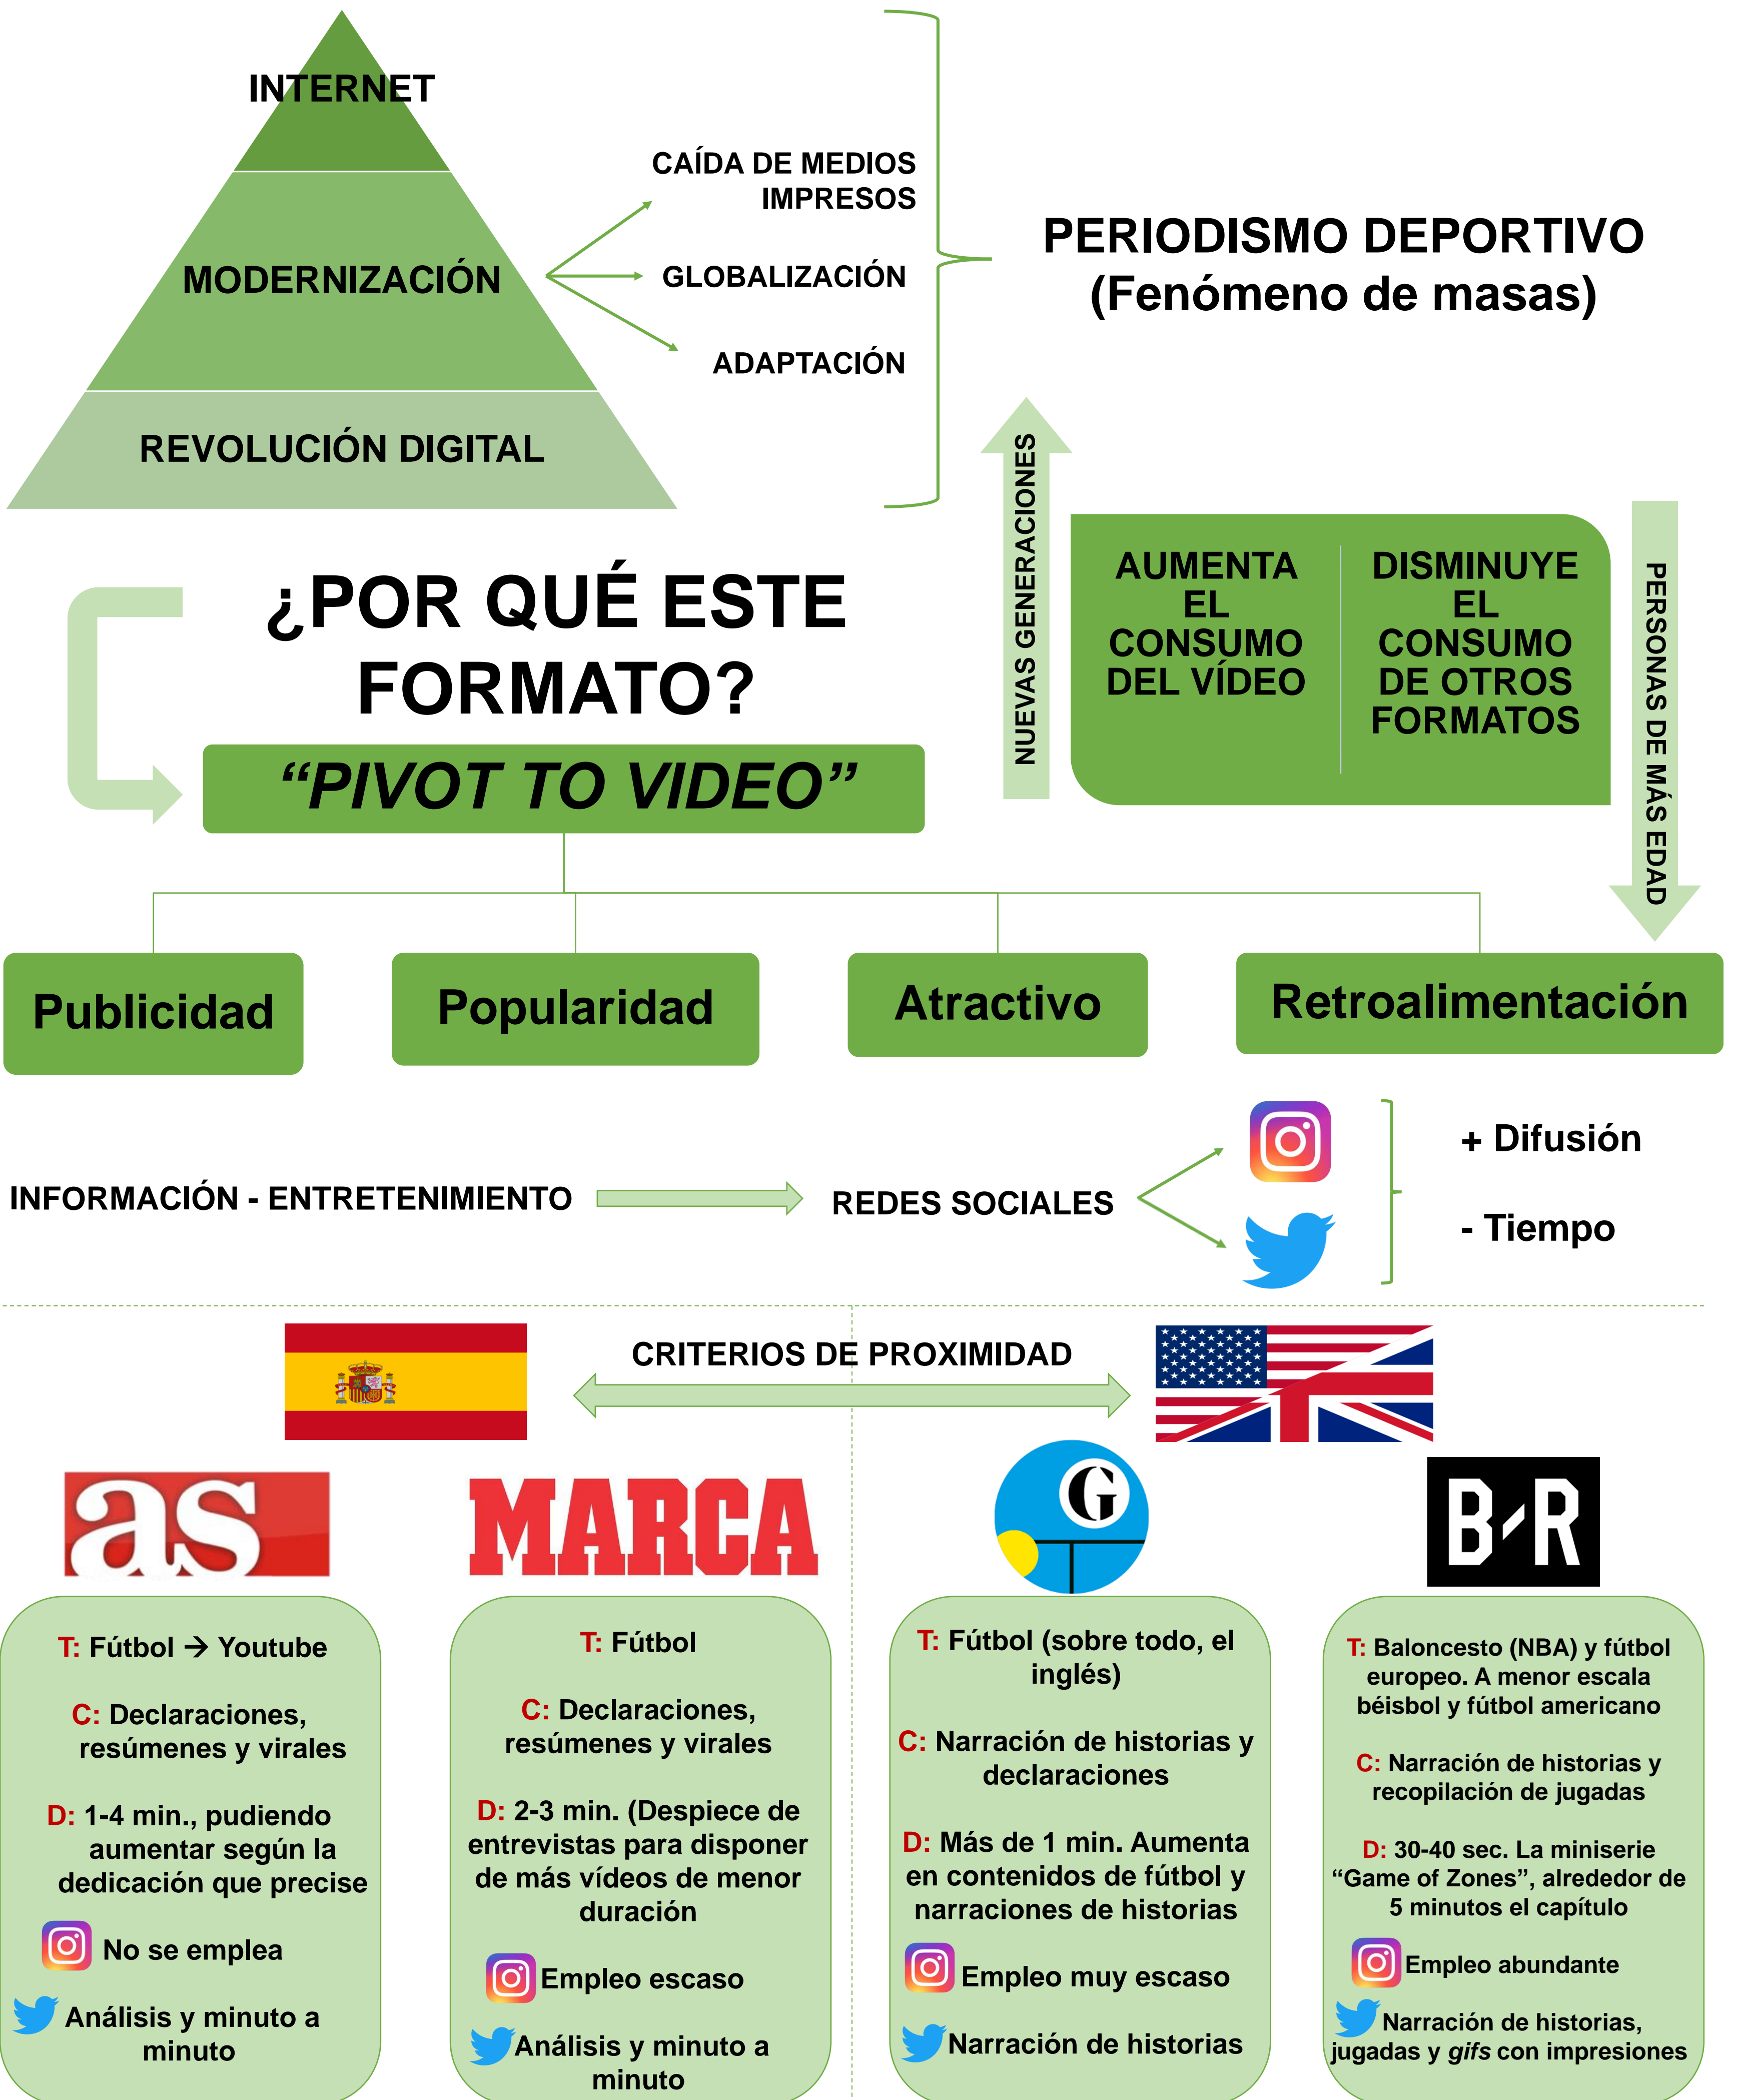 INTERNET
CAÍDA DE MEDIOS
IMPRESOS
MODERNIZACIÓN
GLOBALIZACIÓN
ADAPTACIÓN
REVOLUCIÓN DIGITAL
PERIODISMO DEPORTIVO
(Fenómeno de masas)
NUEVAS GENERACIONES
AUMENTA
EL
CONSUMO
DEL VÍDEO
DISMINUYE
EL
CONSUMO
DE OTROS
FORMATOS
PERSONAS DE MÁS EDAD
¿POR QUÉ ESTE
FORMATO?
“PIVOT TO VIDEO”
Publicidad
Popularidad
Atractivo
Retroalimentación
INFORMACIÓN - ENTRETENIMIENTO
REDES SOCIALES
+ Difusión
- Tiempo
CRITERIOS DE PROXIMIDAD
as
T: Fútbol → Youtube
C: Declaraciones,
resúmenes y virales
D: 1-4 min., pudiendo
aumentar según la
dedicación que precise
No se emplea
Análisis y minuto a
minuto
MARCA
T: Fútbol
C: Declaraciones,
resúmenes y virales
D: 2-3 min. (Despiece de
entrevistas para disponer
de más vídeos de menor
duración
Empleo escaso
Análisis y minuto a
minuto
G
T: Fútbol (sobre todo, el
inglés)
C: Narración de historias y
declaraciones
D: Más de 1 min. Aumenta
en contenidos de fútbol y
narraciones de historias
Empleo muy escaso
Narración de historias
B/R
T: Baloncesto (NBA) y fútbol
europeo. A menor escala
béisbol y fútbol americano
C: Narración de historias y
recopilación de jugadas
D: 30-40 sec. La miniserie
“Game of Zones”, alrededor de
5 minutos el capítulo
Empleo abundante
Narración de historias,
jugadas y gifs con impresiones